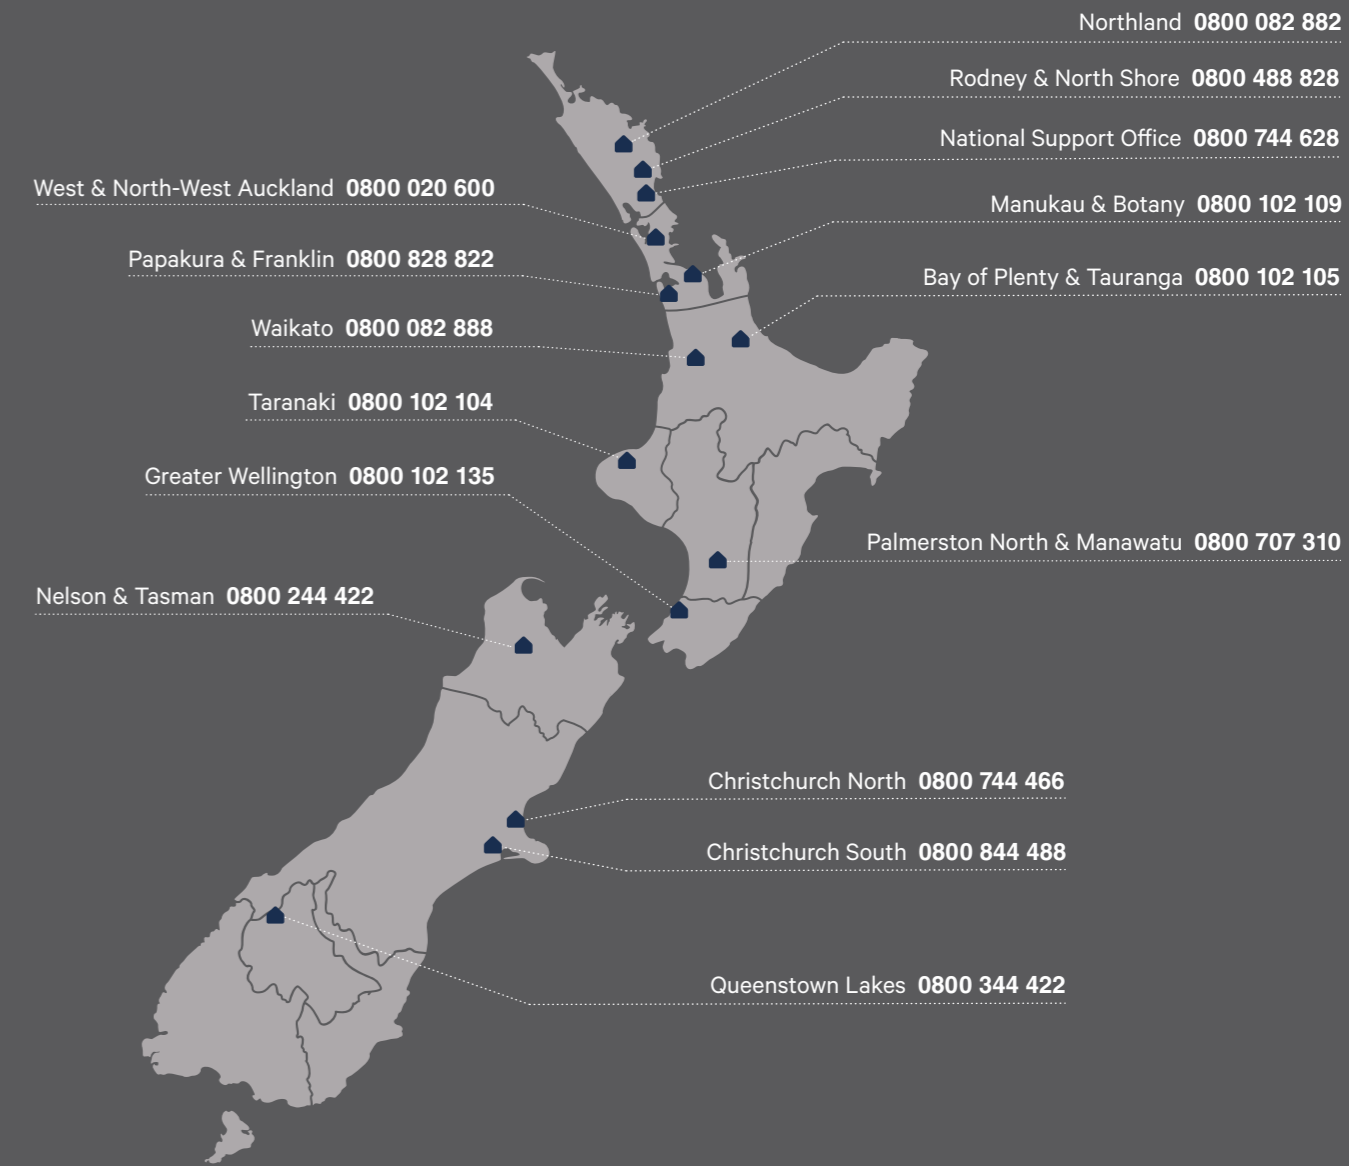 Northland 0800 082 882
Rodney & North Shore 0800 488 828
National Support Office 0800 744 628
West & North-West Auckland 0800 020 600
Manukau & Botany 0800 102 109
Papakura & Franklin 0800 828 822
Bay of Plenty & Tauranga 0800 102 105
Waikato 0800 082 888
Taranaki 0800 102 104
Greater Wellington 0800 102 135
Palmerston North & Manawatu 0800 707 310
Nelson & Tasman 0800 244 422
Christchurch North 0800 744 466
Christchurch South 0800 844 488
Queenstown Lakes 0800 344 422